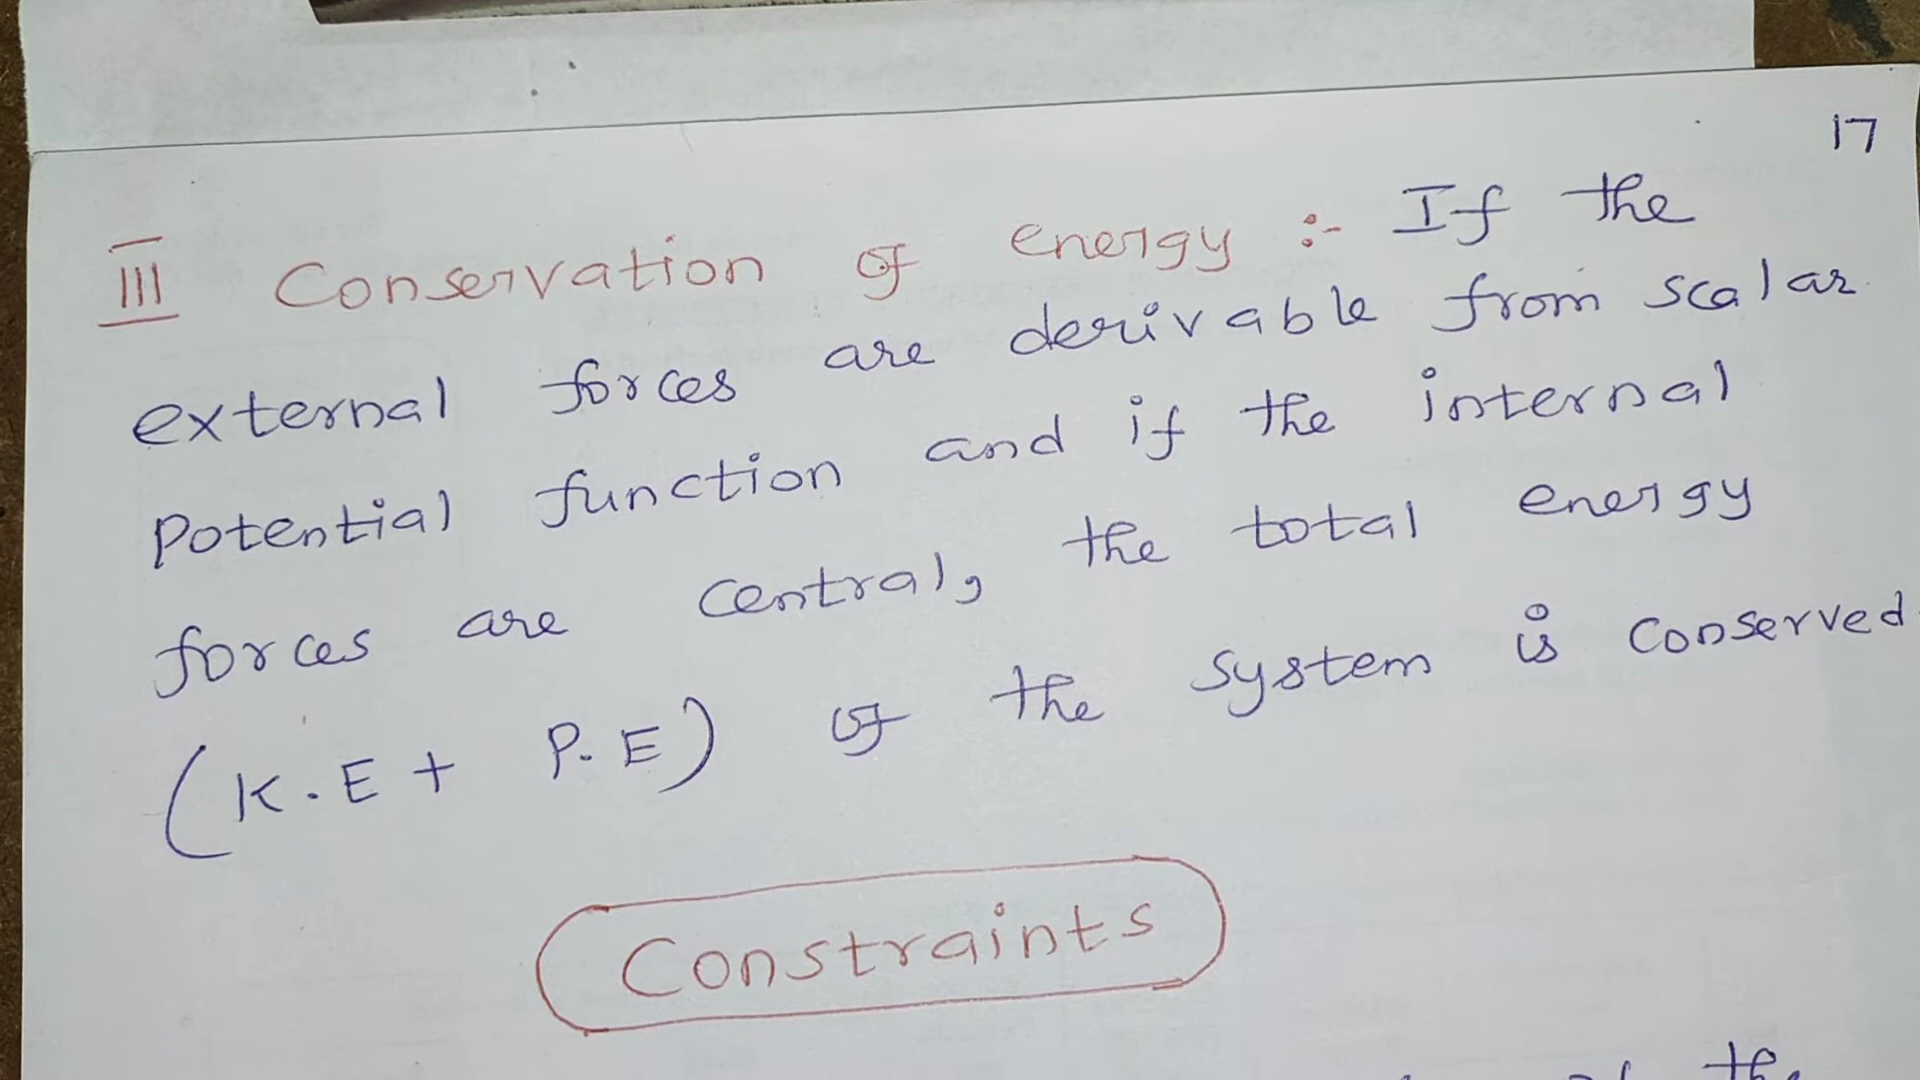 17
III Conservation of energy :- If the
external forces are derivable from scalar
Potential function and if the internal
forces are central, the total energy
(K.E + P.E) of the system is conserved
Constraints
the